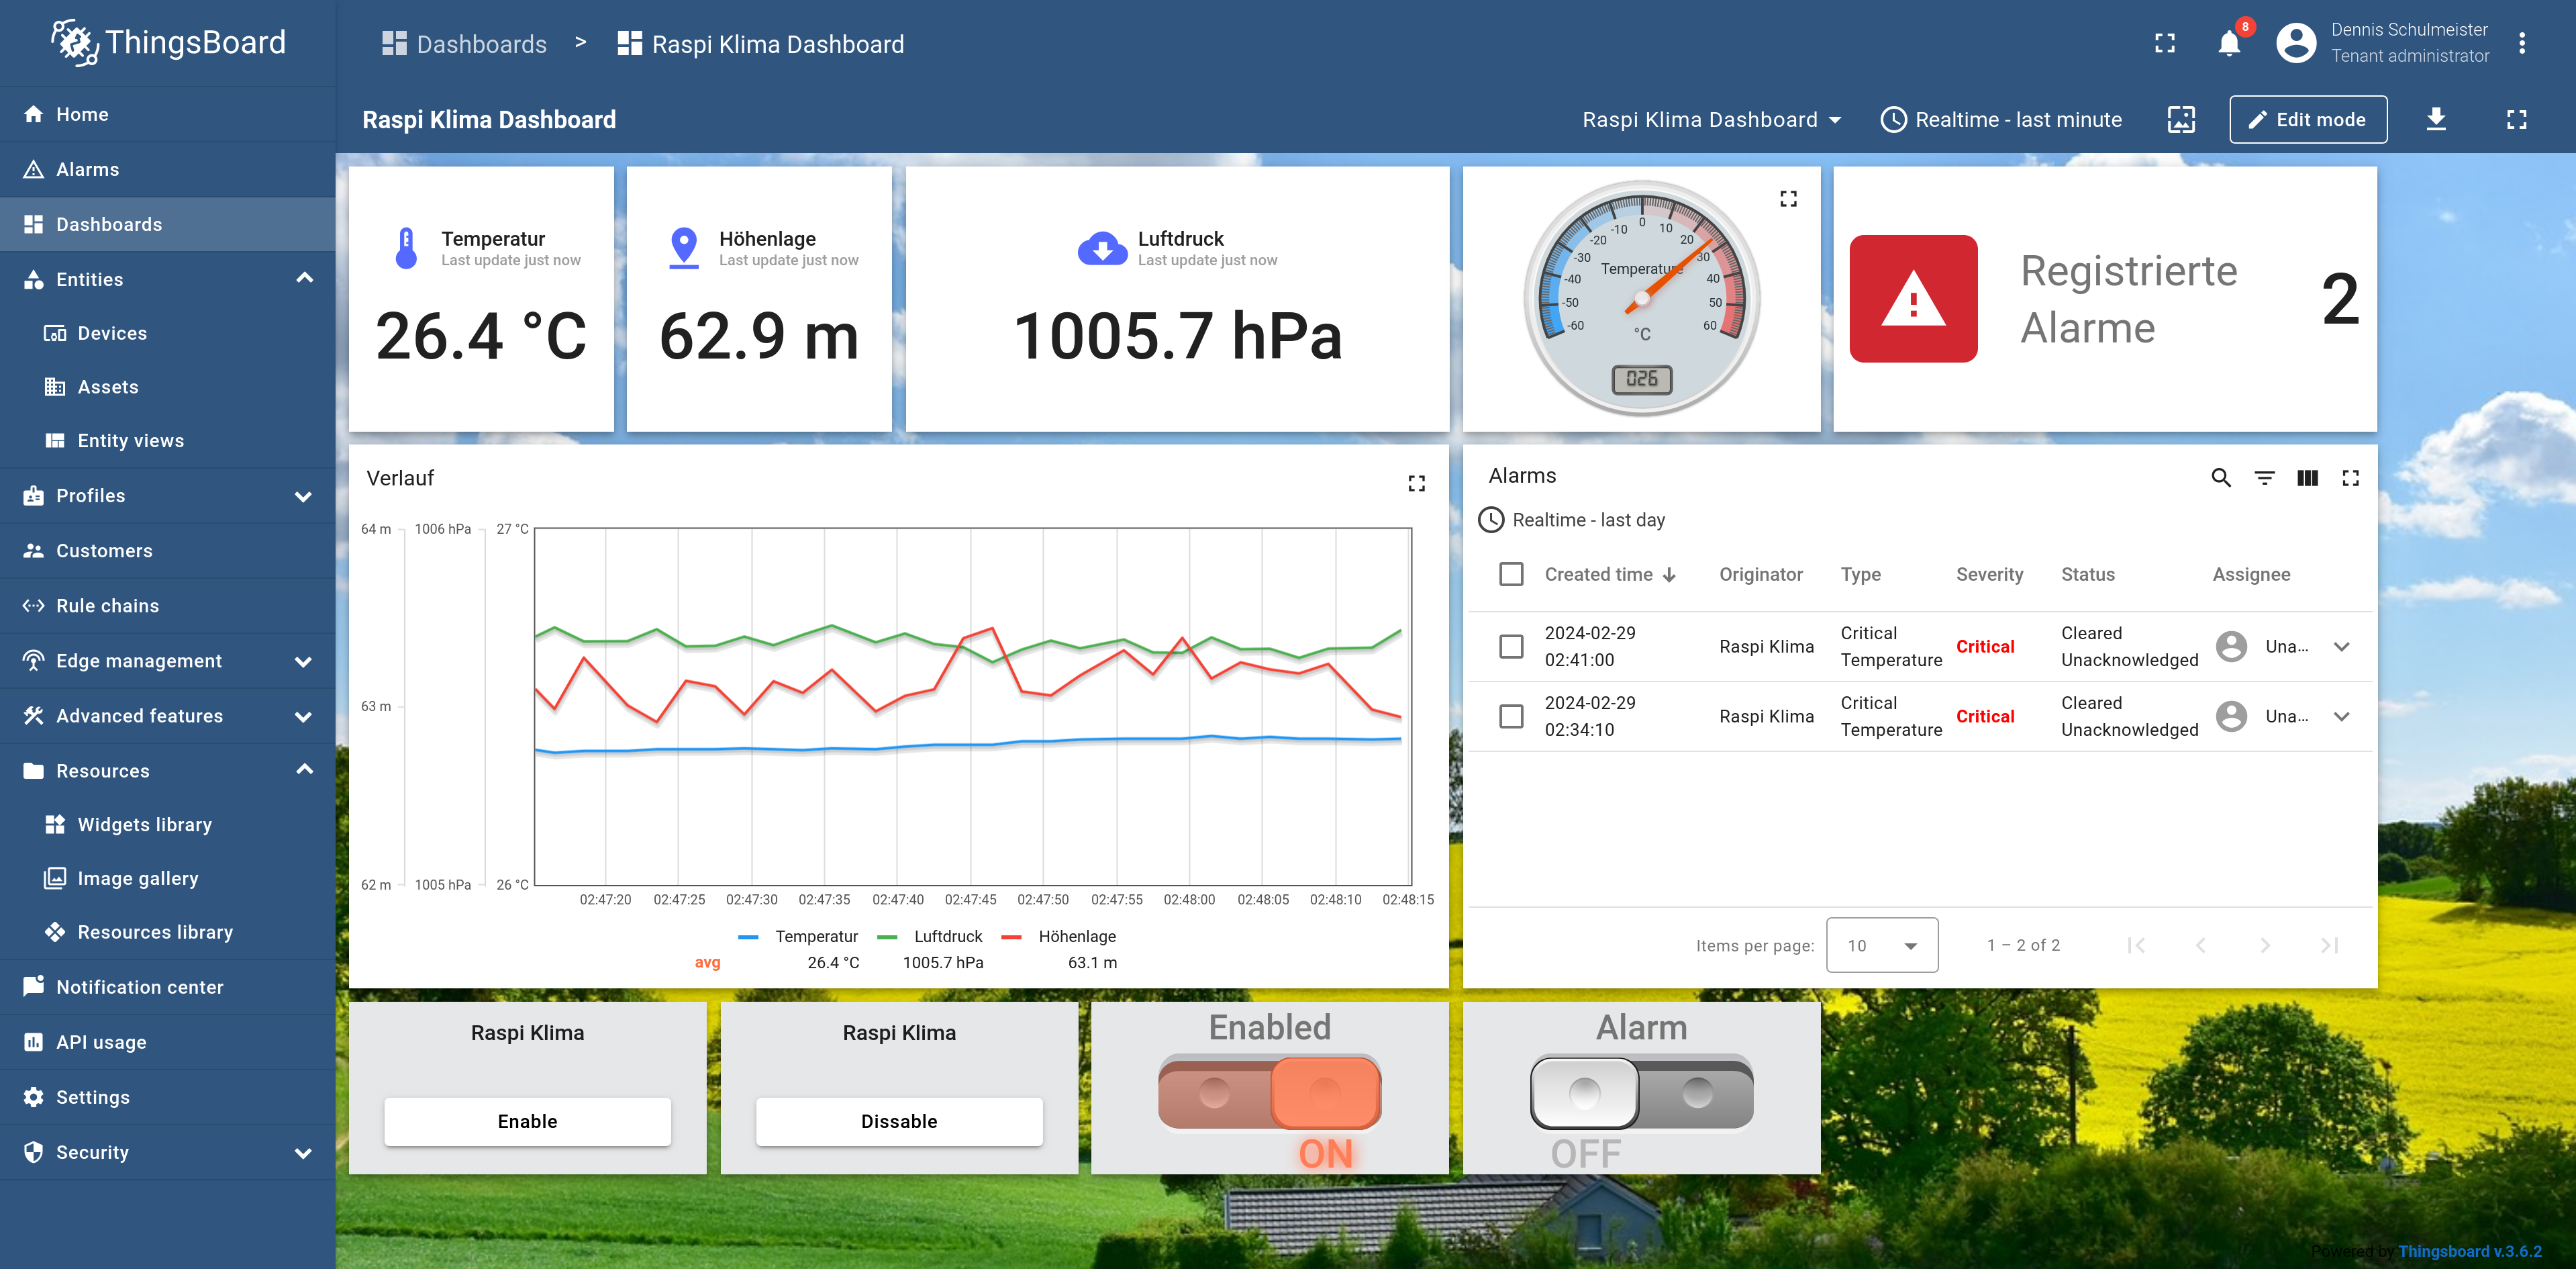 ThingsBoard
Dashboards > Raspi Klima Dashboard
8
Dennis Schulmeister
Tenant administrator
Home
Alarms
Dashboards
Entities
Devices
Assets
Entity views
Profiles
Customers
Rule chains
Edge management
Advanced features
Resources
Widgets library
Image gallery
Resources library
Notification center
API usage
Settings
Security
Raspi Klima Dashboard
Raspi Klima Dashboard
Realtime - last minute
Edit mode
Temperatur
Last update just now
26.4 °C
Höhenlage
Last update just now
62.9 m
Luftdruck
Last update just now
1005.7 hPa
-60 -50 -40 -30 -20 -10 0 10 20 30 40 50 60
Temperature
°C
026
Registrierte
Alarme
2
Verlauf
64 m 1006 hPa 27 °C
63 m
62 m 1005 hPa 26 °C
02:47:20 02:47:25 02:47:30 02:47:35 02:47:40 02:47:45 02:47:50 02:47:55 02:48:00 02:48:05 02:48:10 02:48:15
Temperatur Luftdruck Höhenlage
avg 26.4 °C 1005.7 hPa 63.1 m
Alarms
Realtime - last day
Created time Originator Type Severity Status Assignee
2024-02-29
02:41:00
Raspi Klima
Critical
Temperature
Critical
Cleared
Unacknowledged
Una...
2024-02-29
02:34:10
Raspi Klima
Critical
Temperature
Critical
Cleared
Unacknowledged
Una...
Items per page: 10 1 – 2 of 2
Raspi Klima
Enable
Raspi Klima
Dissable
Enabled
ON
Alarm
OFF
Powered by Thingsboard v.3.6.2